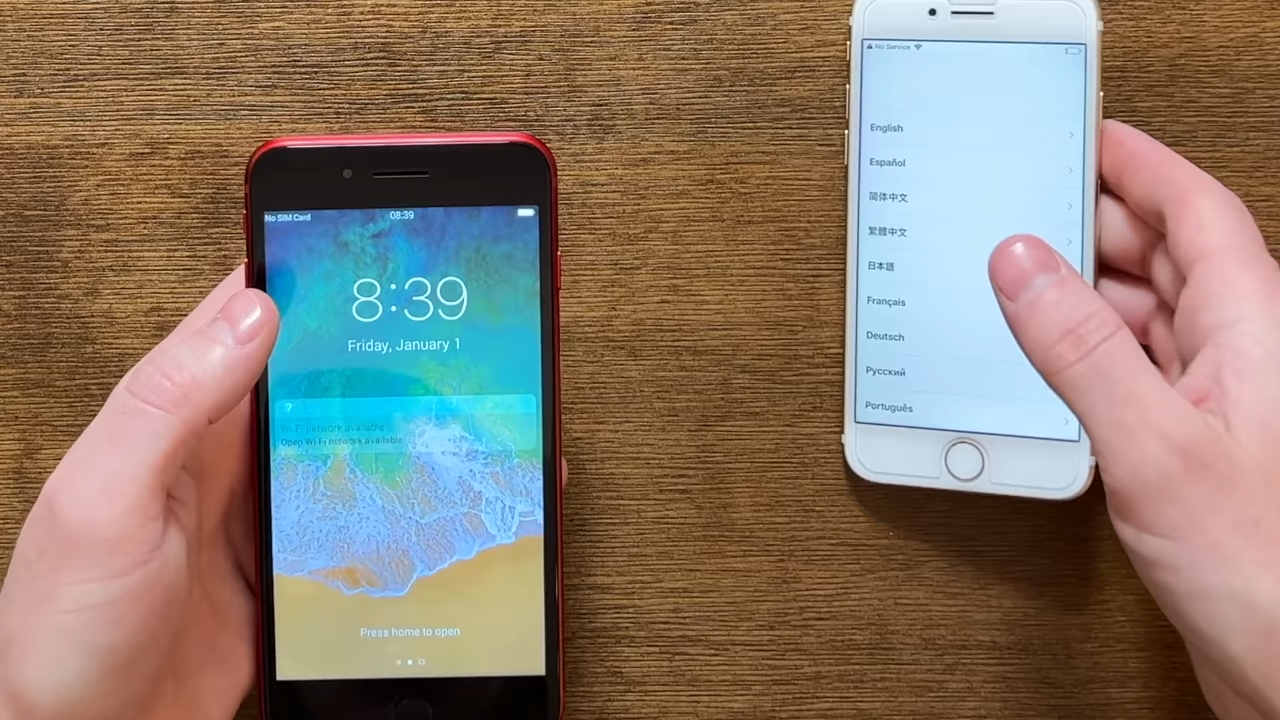 No SIM Card
08:39
8:39
Friday, January 1
?
Wi-Fi network available
Open Wi-Fi network available
Press home to open
No Service
English
Español
简体中文
繁體中文
日本語
Français
Deutsch
Русский
Português